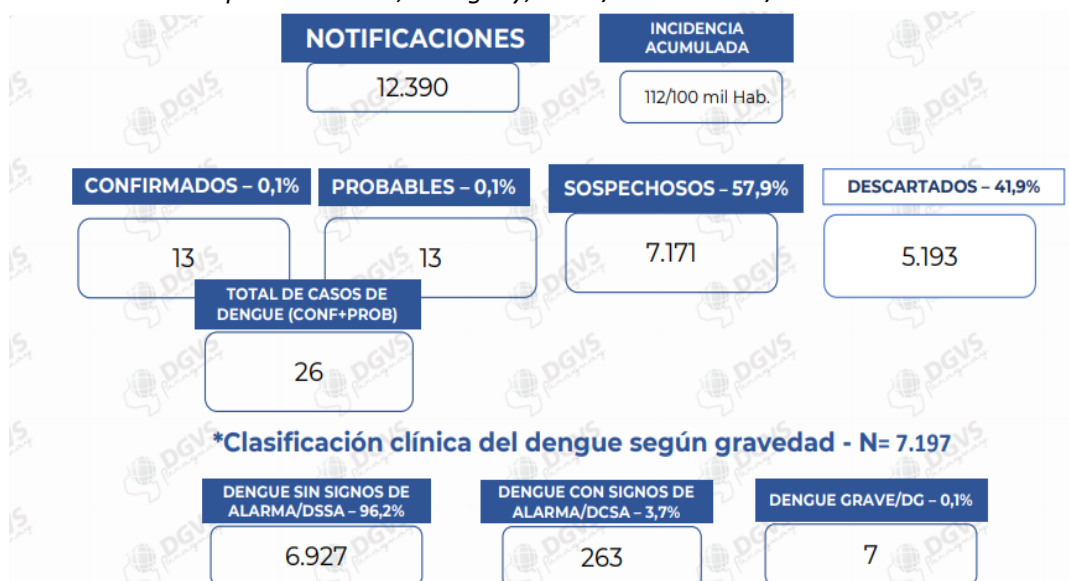 NOTIFICACIONES
12.390
INCIDENCIA
ACUMULADA
112/100 mil Hab.
CONFIRMADOS – 0,1%
13
PROBABLES – 0,1%
13
SOSPECHOSOS – 57,9%
7.171
DESCARTADOS – 41,9%
5.193
TOTAL DE CASOS DE
DENGUE (CONF+PROB)
26
*Clasificación clínica del dengue según gravedad - N= 7.197
DENGUE SIN SIGNOS DE
ALARMA/DSSA – 96,2%
6.927
DENGUE CON SIGNOS DE
ALARMA/DCSA – 3,7%
263
DENGUE GRAVE/DG – 0,1%
7